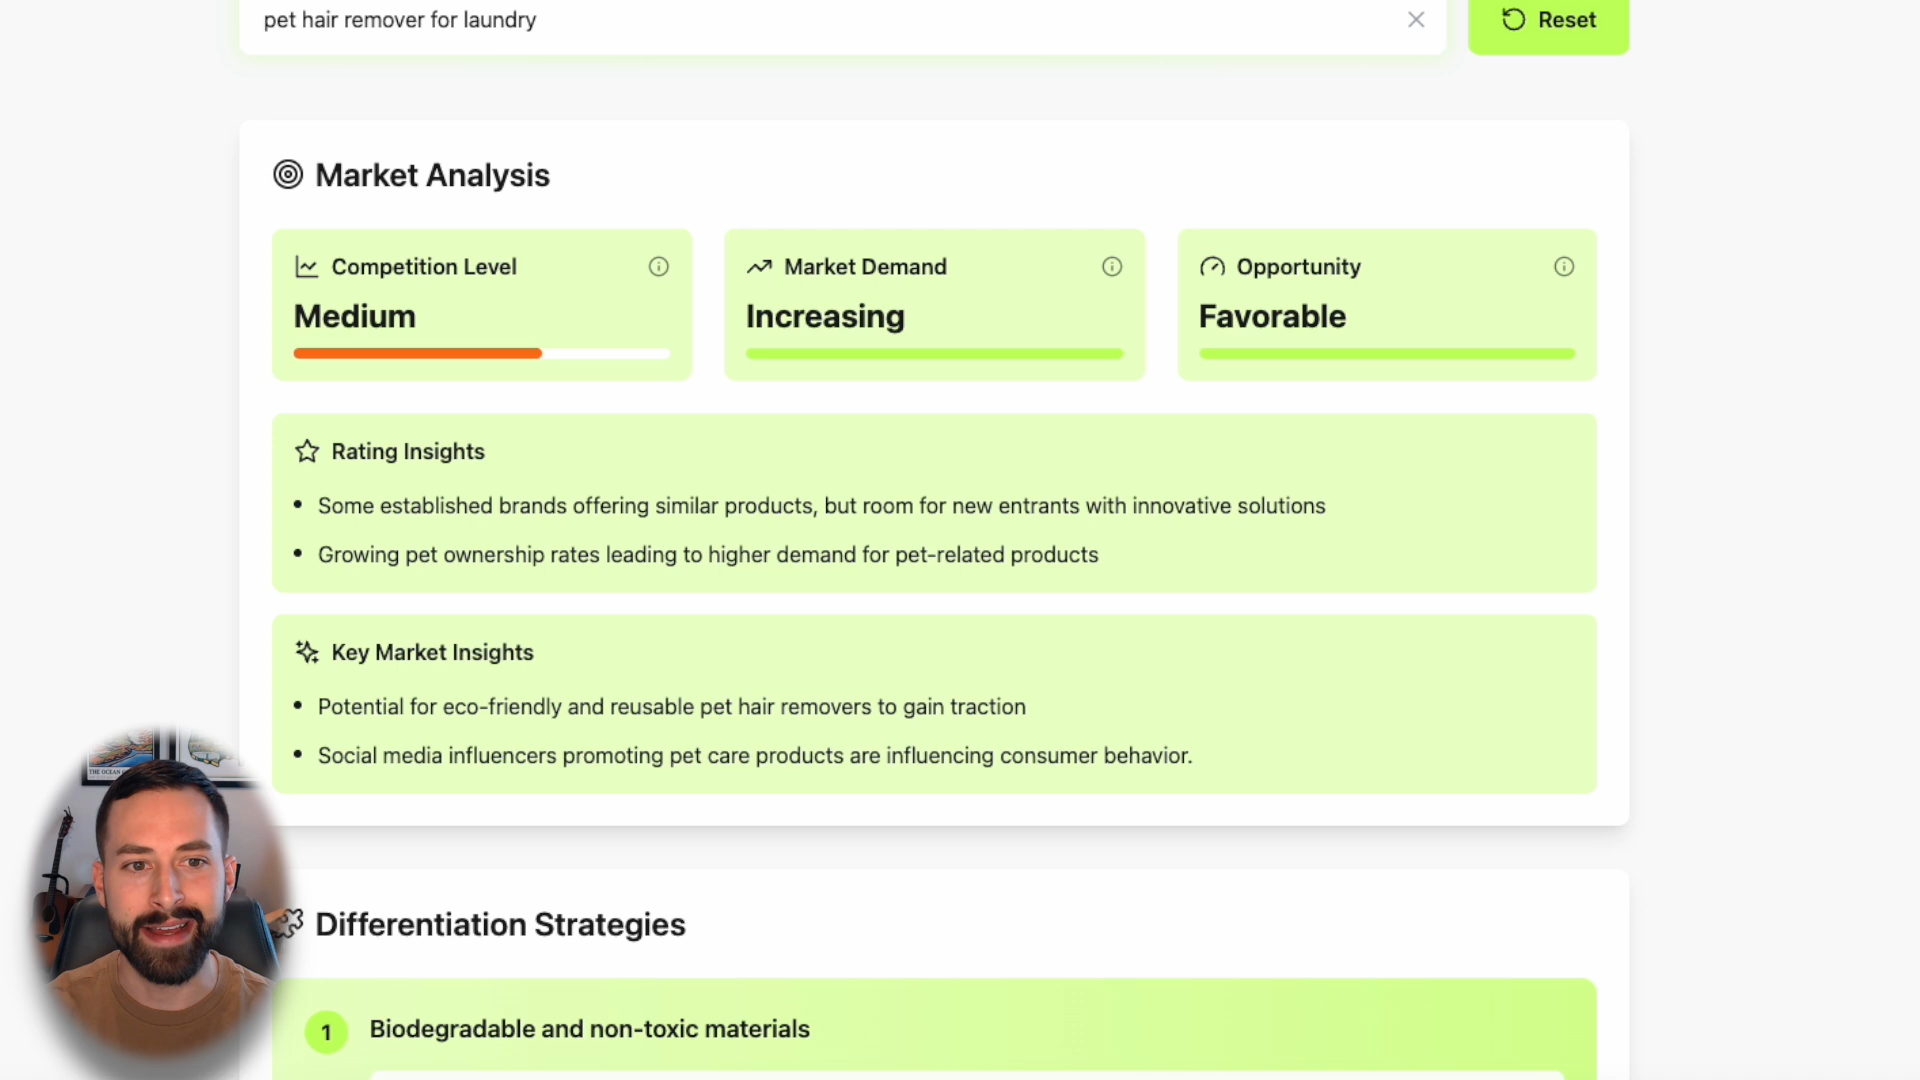 pet hair remover for laundry
Reset
Market Analysis
Competition Level
Medium
Market Demand
Increasing
Opportunity
Favorable
Rating Insights
• Some established brands offering similar products, but room for new entrants with innovative solutions
• Growing pet ownership rates leading to higher demand for pet-related products
Key Market Insights
• Potential for eco-friendly and reusable pet hair removers to gain traction
• Social media influencers promoting pet care products are influencing consumer behavior.
THE OCEAN
Differentiation Strategies
1 Biodegradable and non-toxic materials